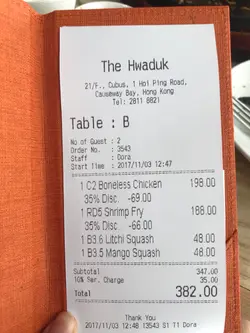 The Hwaduk
21/F., Cubus, 1 Hoi Ping Road,
Causeway Bay, Hong Kong
Tel: 2811 8821
Table : B
No.of Guest : 2
Order No. : 3543
Staff : Dora
Start Time : 2017/11/03 12:47
1 C2 Boneless Chicken 198.00
35% Disc. -69.00
1 RD5 Shrimp Fry 188.00
35% Disc. -66.00
1 B3.6 Litchi Squash 48.00
1 B3.5 Mango Squash 48.00
Subtotal 347.00
10% Ser. Charge 35.00
Total 382.00
Thank You
2017/11/03 12:48 I3543 S1 T1 Dora